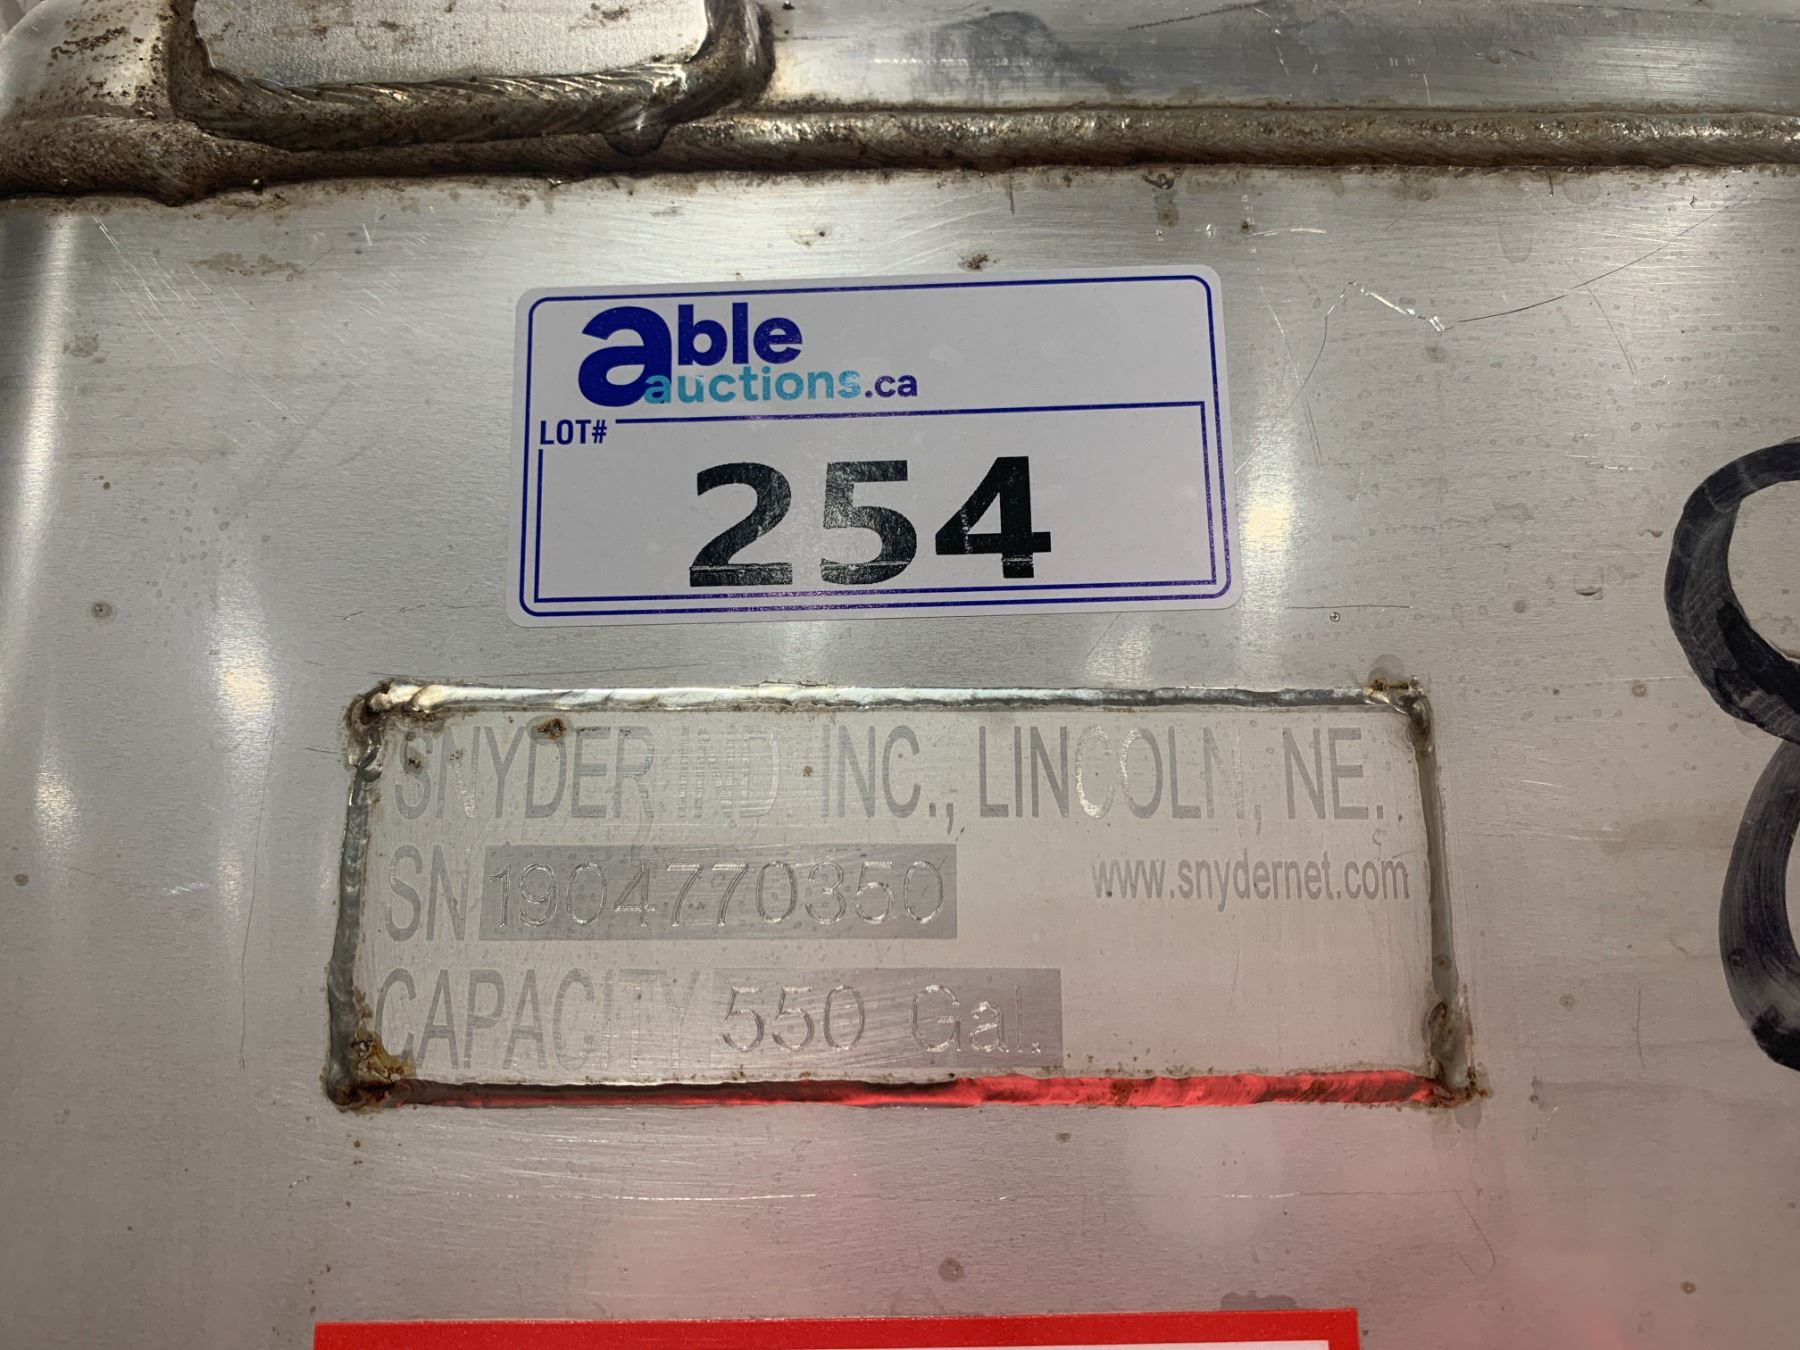 able
auctions.ca
LOT#
254
SNYDER IND. INC., LINCOLN, NE.
SN 1904770350
www.snydernet.com
CAPACITY 550 Gal.